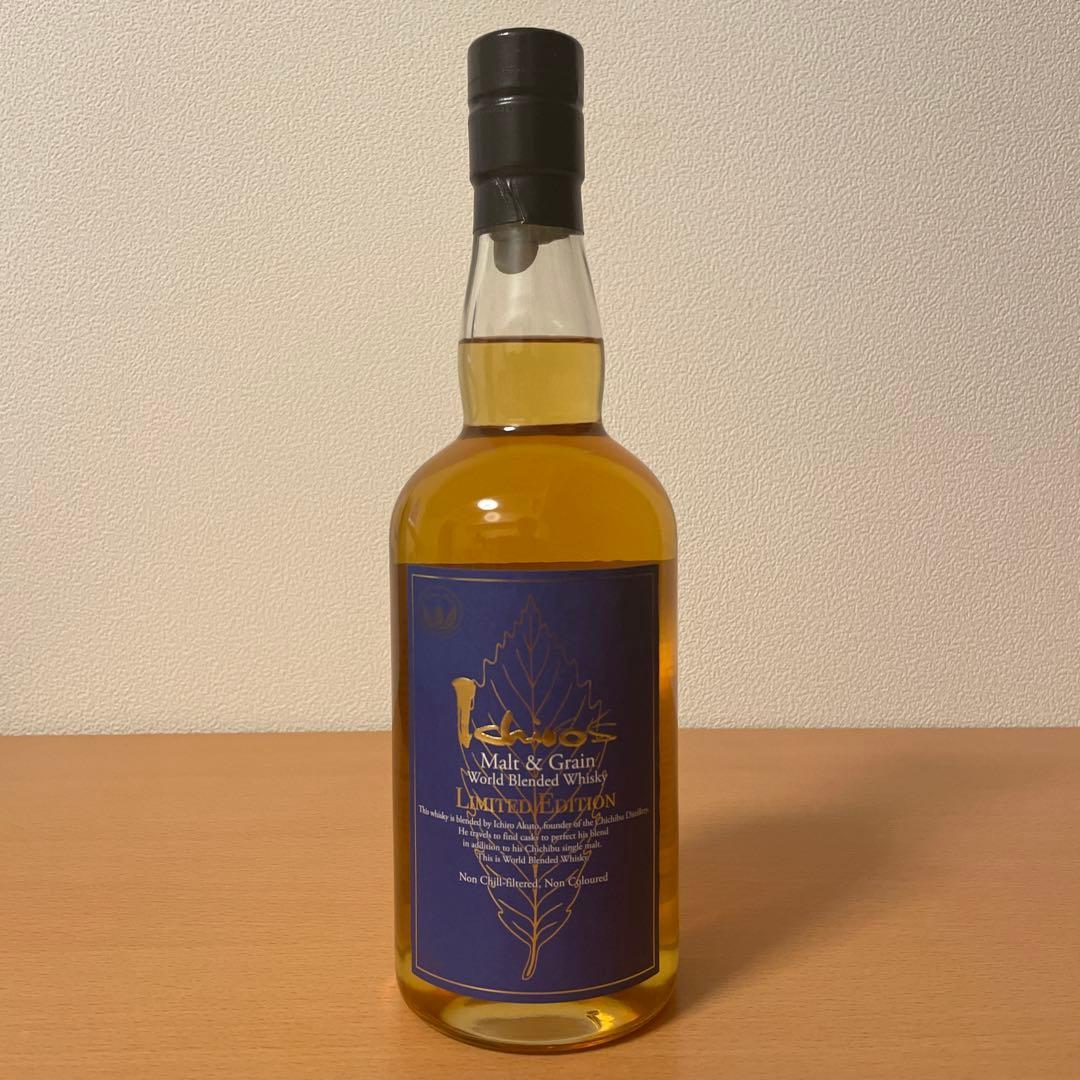 Ichiro's
Malt & Grain
World Blended Whisky
LIMITED EDITION
This whisky is blended by Ichiro Akuto, founder of the Chichibu Distillery.
He travels to find casks to perfect his blend
in addition to his Chichibu single malt.
This is World Blended Whisky
Non Chill-filtered, Non Coloured